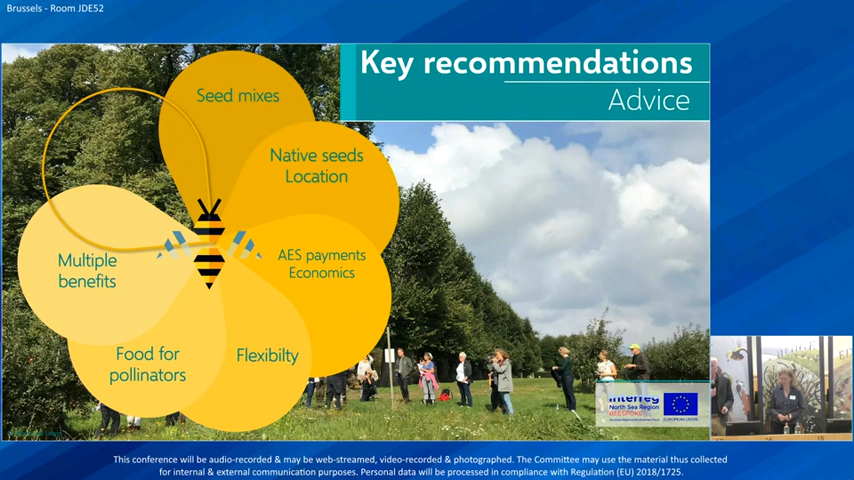 Brussels - Room JDE52
Key recommendations
Advice
Seed mixes
Native seeds
Location
AES payments
Economics
Multiple
benefits
Food for
pollinators
Flexibilty
Interreg
North Sea Region
BEESPOKE
EUROPEAN UNION
This conference will be audio-recorded & may be web-streamed, video-recorded & photographed. The Committee may use the material thus collected
for internal & external communication purposes. Personal data will be processed in compliance with Regulation (EU) 2018/1725.